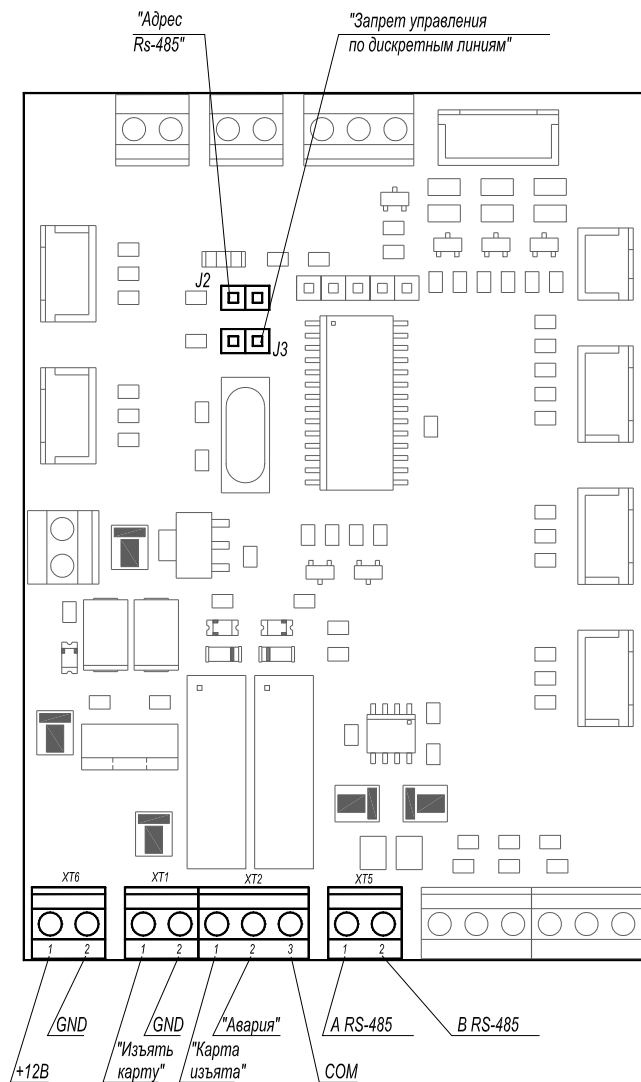 "Адрес
Rs-485"
"Запрет управления
по дискретным линиям"
J2
J3
XT6
XT1
XT2
XT5
1 2 1 2 1 2 3 1 2
GND
GND
"Авария"
A RS-485
B RS-485
+12В
"Изъять
карту"
"Карта
изъята"
COM